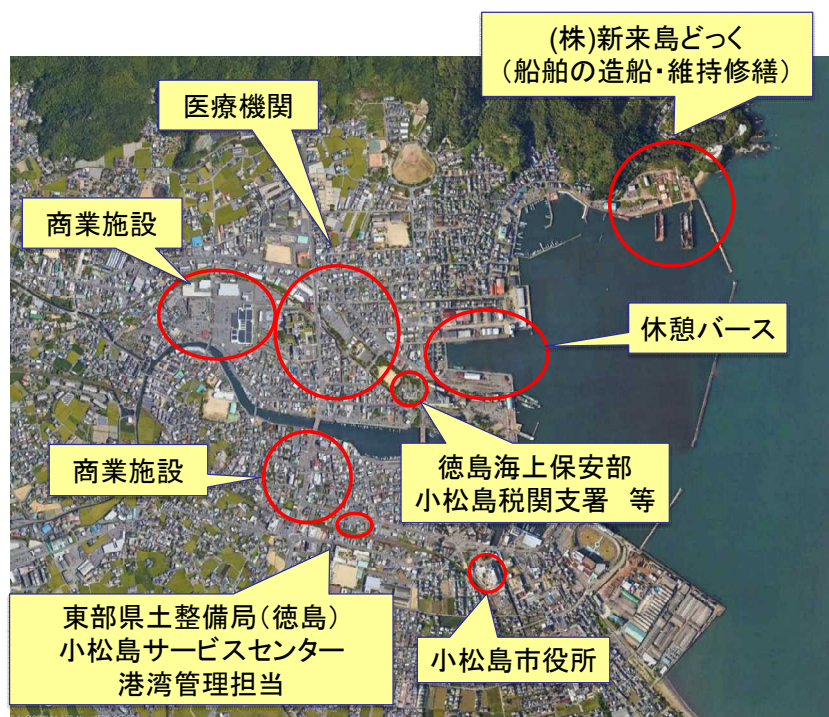 (株)新来島どっく
（船舶の造船・維持修繕）
医療機関
商業施設
休憩バース
商業施設
徳島海上保安部
小松島税関支署　等
東部県土整備局（徳島）
小松島サービスセンター
港湾管理担当
小松島市役所